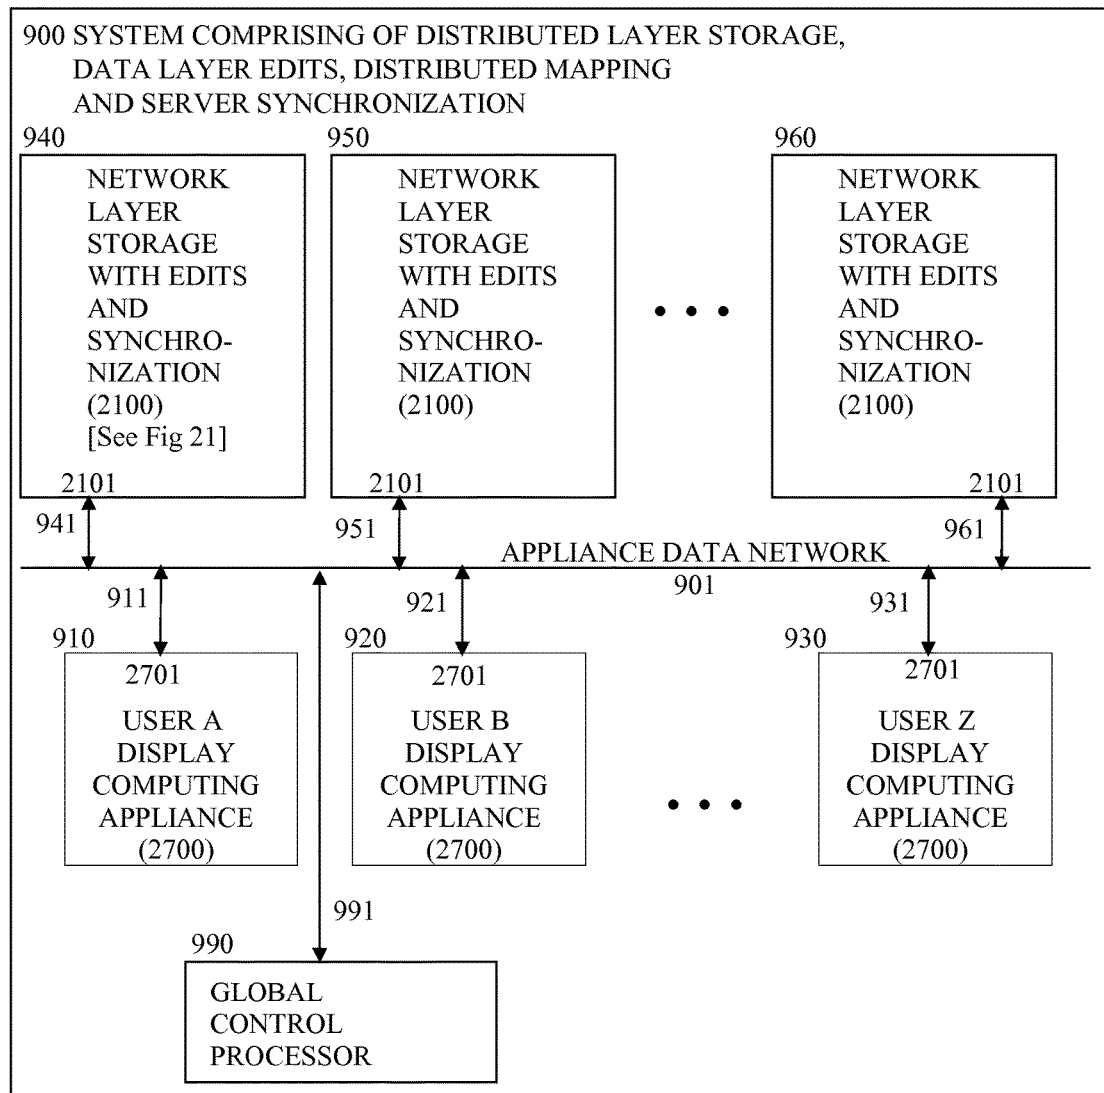 900 SYSTEM COMPRISING OF DISTRIBUTED LAYER STORAGE,
DATA LAYER EDITS, DISTRIBUTED MAPPING
AND SERVER SYNCHRONIZATION
940
NETWORK
LAYER
STORAGE
WITH EDITS
AND
SYNCHRO-
NIZATION
(2100)
[See Fig 21]
2101
950
NETWORK
LAYER
STORAGE
WITH EDITS
AND
SYNCHRO-
NIZATION
(2100)
2101
• • •
960
NETWORK
LAYER
STORAGE
WITH EDITS
AND
SYNCHRO-
NIZATION
(2100)
2101
941
951
961
APPLIANCE DATA NETWORK
901
911
921
931
910
2701
USER A
DISPLAY
COMPUTING
APPLIANCE
(2700)
920
2701
USER B
DISPLAY
COMPUTING
APPLIANCE
(2700)
• • •
930
2701
USER Z
DISPLAY
COMPUTING
APPLIANCE
(2700)
991
990
GLOBAL
CONTROL
PROCESSOR